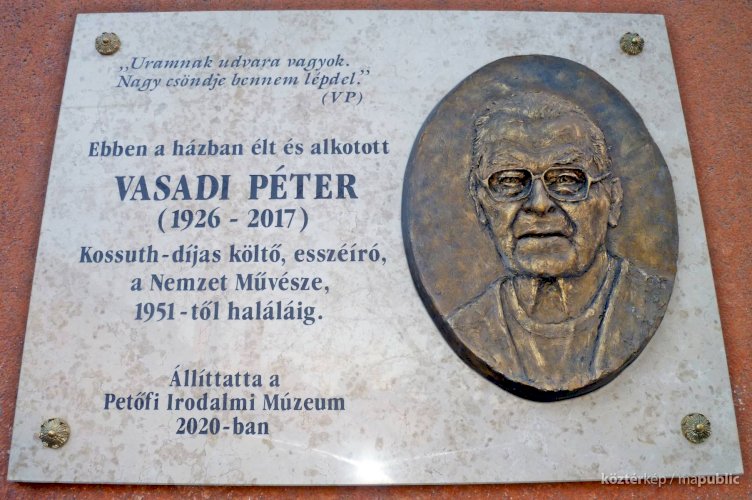 „Uramnak udvara vagyok.
Nagy csöndje bennem lépdel.”
(VP)
Ebben a házban élt és alkotott
VASADI PÉTER
(1926 - 2017)
Kossuth-díjas költő, esszéíró,
a Nemzet Művésze,
1951-től haláláig.
Állíttatta a
Petőfi Irodalmi Múzeum
2020-ban
köztérkép / mapublic